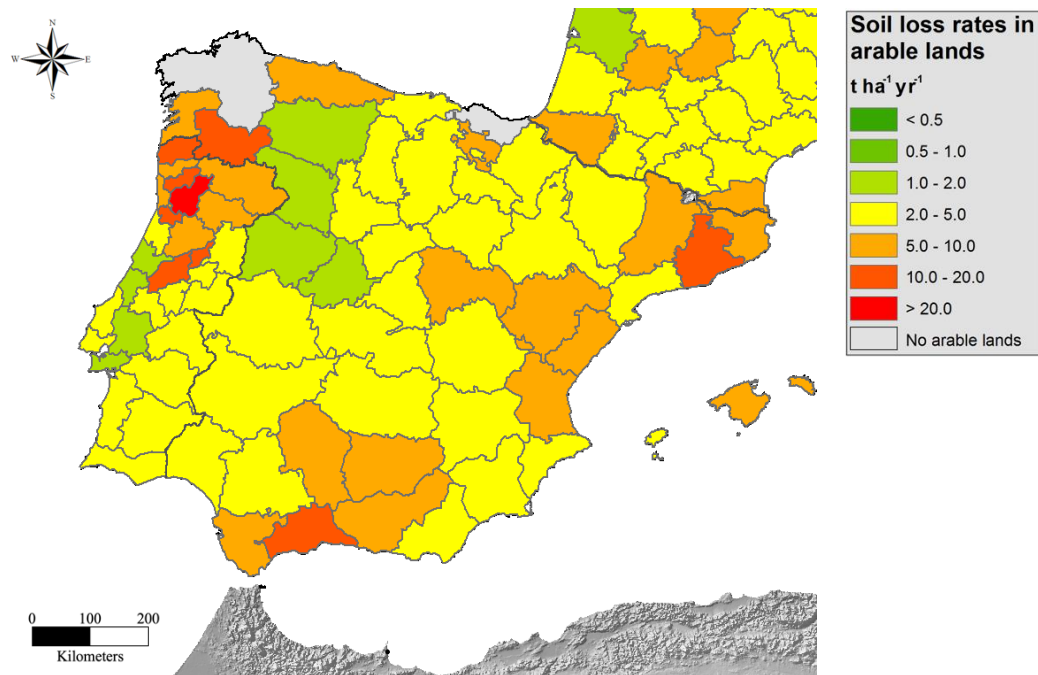 N
W E
S
Soil loss rates in
arable lands
t ha⁻¹ yr⁻¹
< 0.5
0.5 - 1.0
1.0 - 2.0
2.0 - 5.0
5.0 - 10.0
10.0 - 20.0
> 20.0
No arable lands
0 100 200
Kilometers